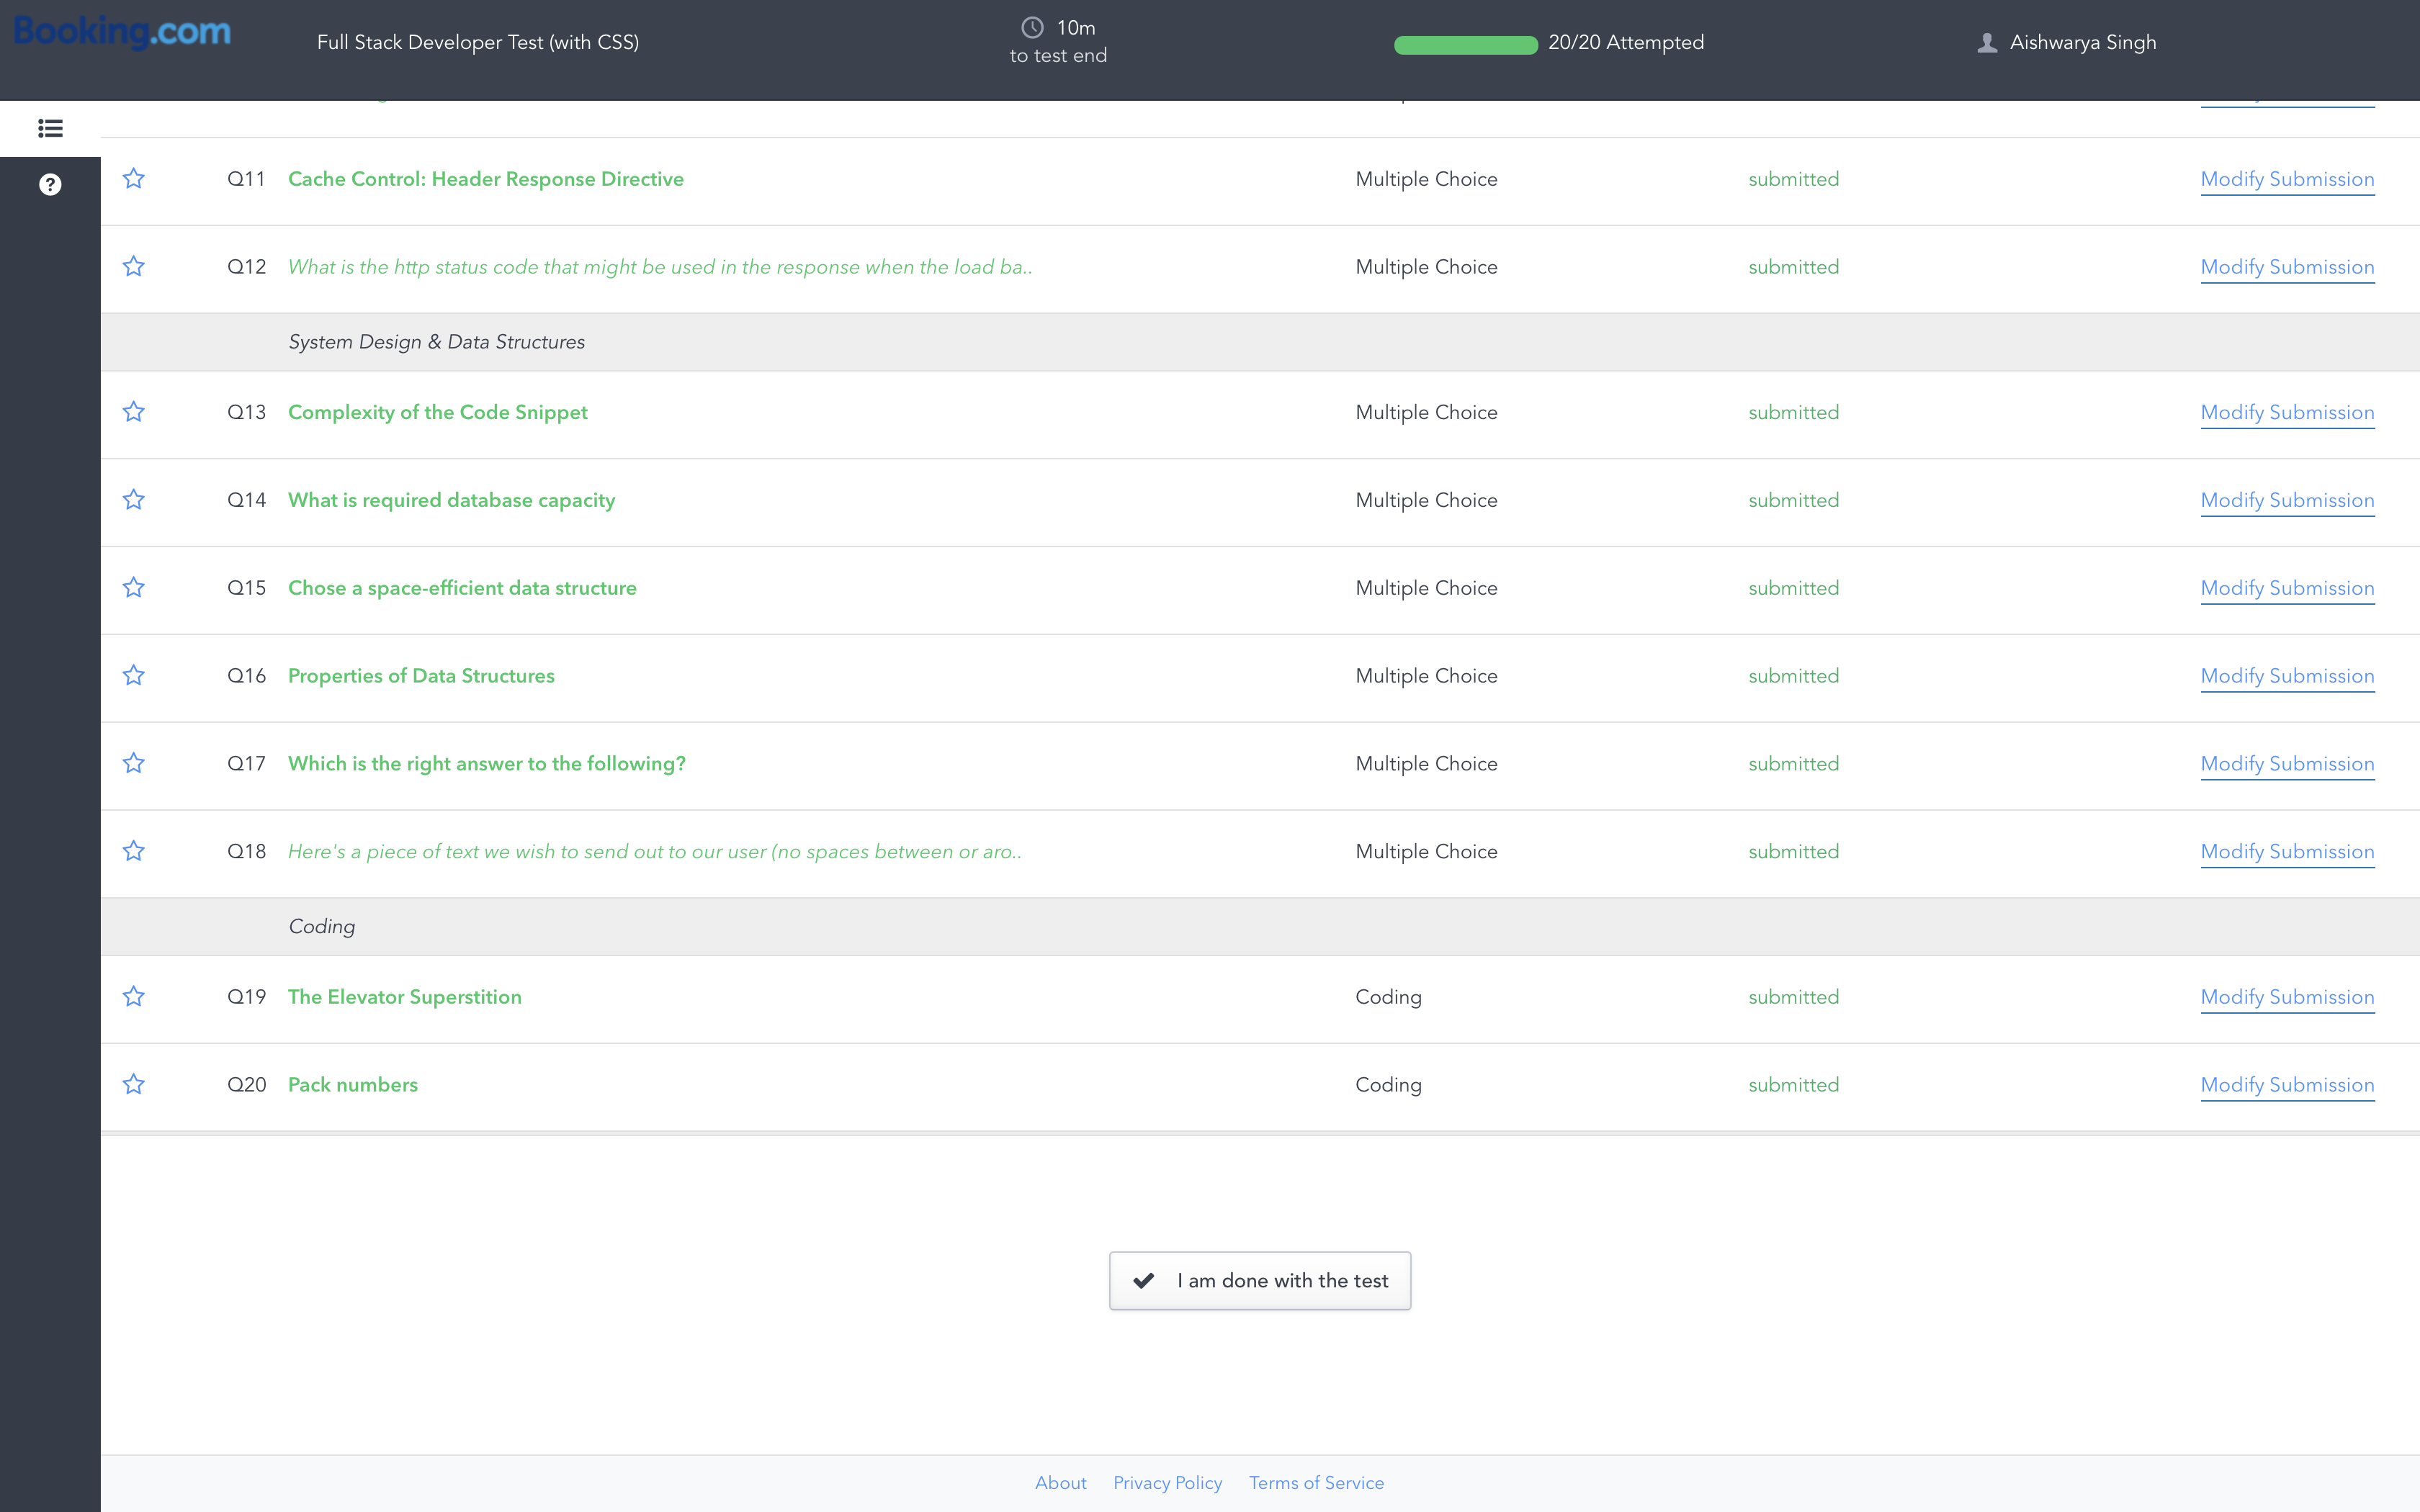 Booking.com
Full Stack Developer Test (with CSS)
10m
to test end
20/20 Attempted
Aishwarya Singh
Q11 Cache Control: Header Response Directive Multiple Choice submitted Modify Submission
Q12 What is the http status code that might be used in the response when the load ba.. Multiple Choice submitted Modify Submission
System Design & Data Structures
Q13 Complexity of the Code Snippet Multiple Choice submitted Modify Submission
Q14 What is required database capacity Multiple Choice submitted Modify Submission
Q15 Chose a space-efficient data structure Multiple Choice submitted Modify Submission
Q16 Properties of Data Structures Multiple Choice submitted Modify Submission
Q17 Which is the right answer to the following? Multiple Choice submitted Modify Submission
Q18 Here's a piece of text we wish to send out to our user (no spaces between or aro.. Multiple Choice submitted Modify Submission
Coding
Q19 The Elevator Superstition Coding submitted Modify Submission
Q20 Pack numbers Coding submitted Modify Submission
I am done with the test
About Privacy Policy Terms of Service